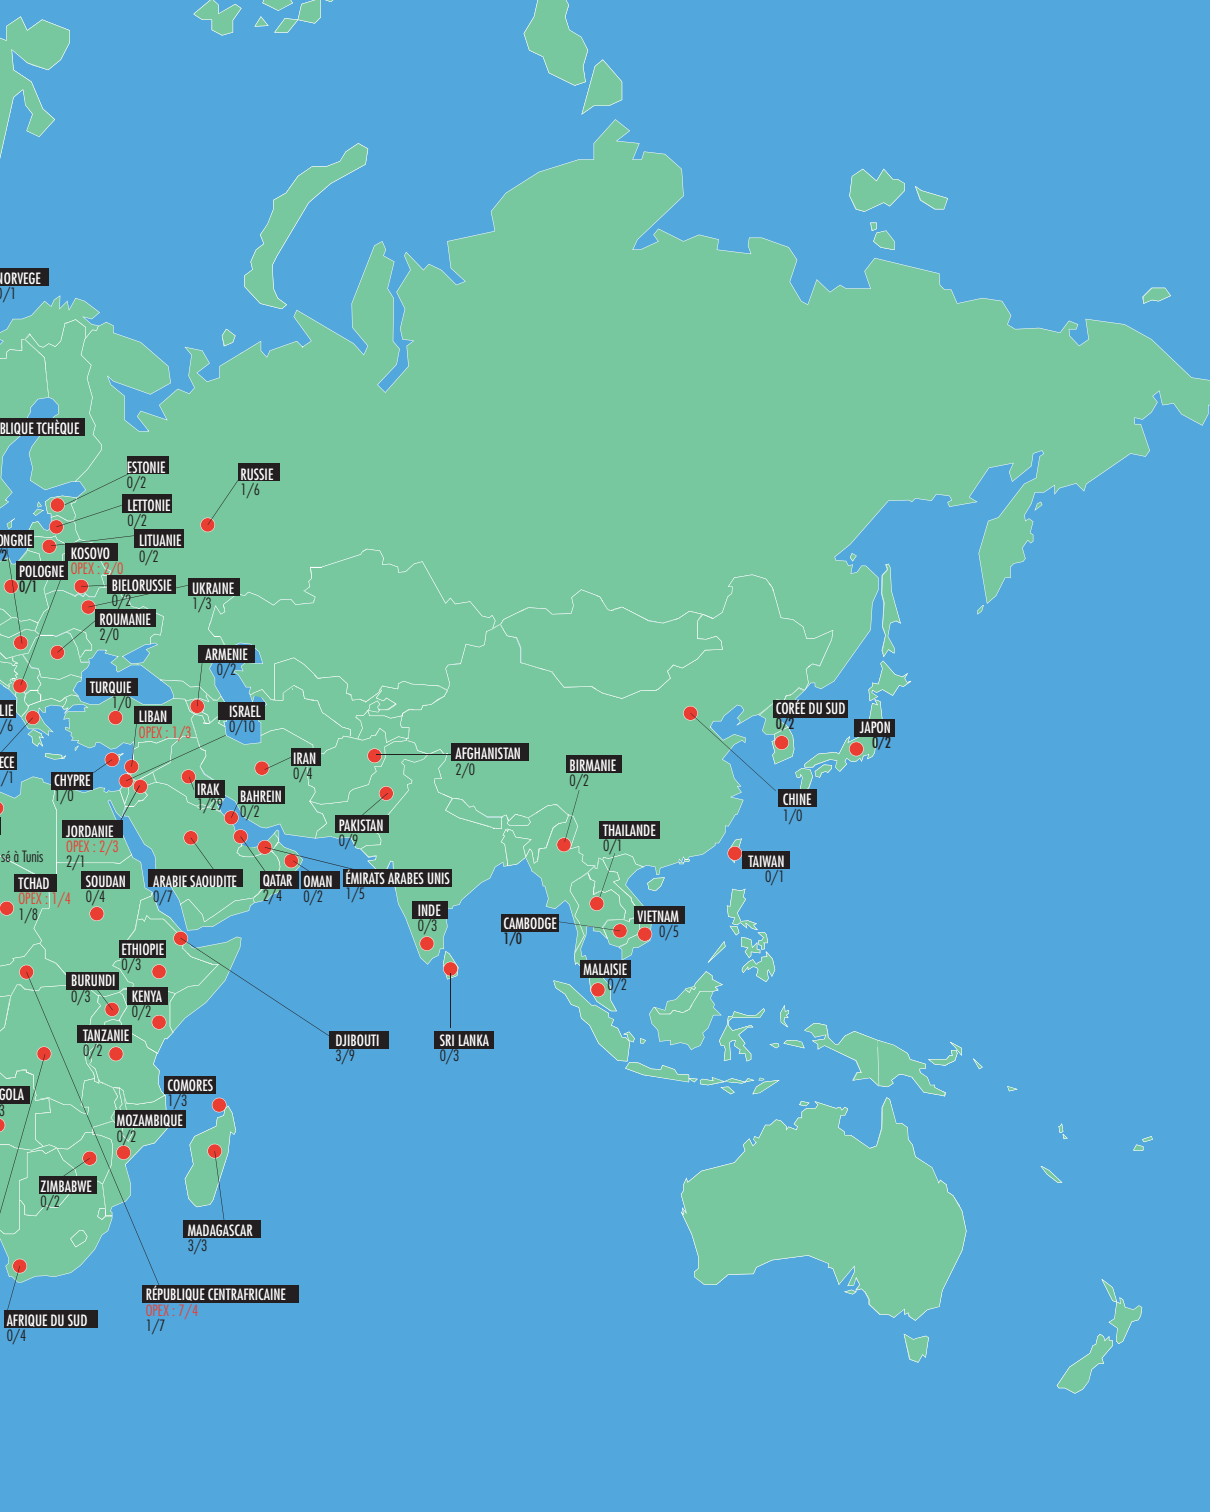 NORVEGE
0/1
BLIQUE TCHÈQUE
ESTONIE
0/2
RUSSIE
1/6
LETTONIE
0/2
ONGRIE
2
LITUANIE
0/2
KOSOVO
OPEX : 2/0
POLOGNE
0/1
BIELORUSSIE
0/2
UKRAINE
1/3
ROUMANIE
2/0
ARMENIE
0/2
TURQUIE
1/0
LIE
/6
LIBAN
OPEX : 1/3
ISRAEL
0/10
CORÉE DU SUD
0/2
JAPON
0/2
ECE
/1
CHYPRE
1/0
IRAN
0/4
AFGHANISTAN
2/0
BIRMANIE
0/2
IRAK
1/29
BAHREIN
0/2
CHINE
1/0
JORDANIE
OPEX : 2/3
2/1
PAKISTAN
0/9
THAILANDE
0/1
sé à Tunis
TAIWAN
0/1
TCHAD
OPEX : 1/4
1/8
SOUDAN
0/4
ARABIE SAOUDITE
0/7
QATAR
2/4
OMAN
0/2
ÉMIRATS ARABES UNIS
1/5
INDE
0/3
CAMBODGE
1/0
VIETNAM
0/5
ETHIOPIE
0/3
MALAISIE
0/2
BURUNDI
0/3
KENYA
0/2
TANZANIE
0/2
DJIBOUTI
3/9
SRI LANKA
0/3
GOLA
3
COMORES
1/3
MOZAMBIQUE
0/2
ZIMBABWE
0/2
MADAGASCAR
3/3
RÉPUBLIQUE CENTRAFRICAINE
OPEX : 7/4
1/7
AFRIQUE DU SUD
0/4